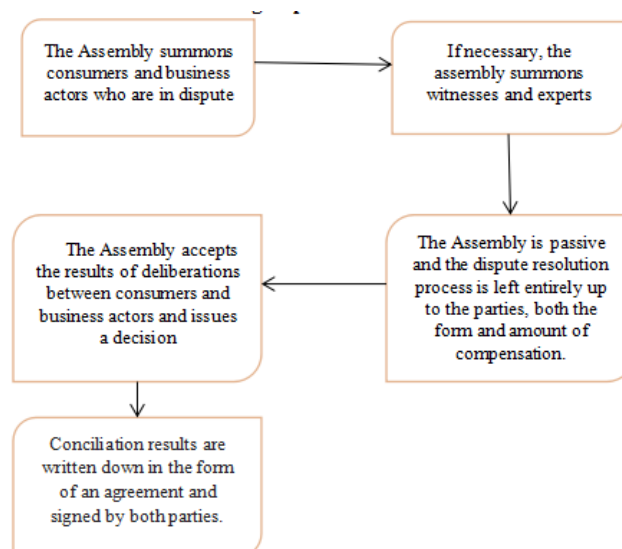 The Assembly summons
consumers and business
actors who are in dispute
If necessary, the
assembly summons
witnesses and experts
The Assembly is passive
and the dispute resolution
process is left entirely up
to the parties, both the
form and amount of
compensation.
The Assembly accepts
the results of deliberations
between consumers and
business actors and issues
a decision
Conciliation results are
written down in the form
of an agreement and
signed by both parties.